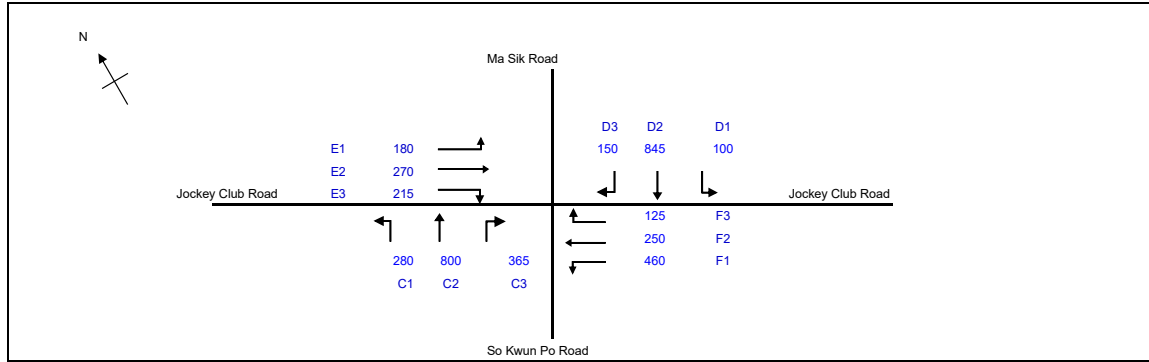 N
Ma Sik Road
D3 D2 D1
E1 180 150 845 100
E2 270
E3 215
Jockey Club Road Jockey Club Road
125 F3
250 F2
280 800 365 460 F1
C1 C2 C3
So Kwun Po Road